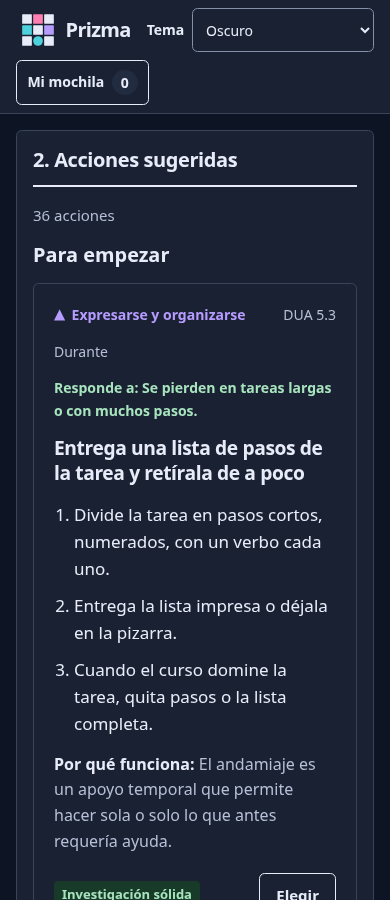 Prizma
Tema
Oscuro
Mi mochila 0
2. Acciones sugeridas
36 acciones
Para empezar
▲ Expresarse y organizarse DUA 5.3
Durante
Responde a: Se pierden en tareas largas
o con muchos pasos.
Entrega una lista de pasos de
la tarea y retírala de a poco
1. Divide la tarea en pasos cortos,
numerados, con un verbo cada
uno.
2. Entrega la lista impresa o déjala
en la pizarra.
3. Cuando el curso domine la
tarea, quita pasos o la lista
completa.
Por qué funciona: El andamiaje es
un apoyo temporal que permite
hacer sola o solo lo que antes
requería ayuda.
Investigación sólida
Elegir